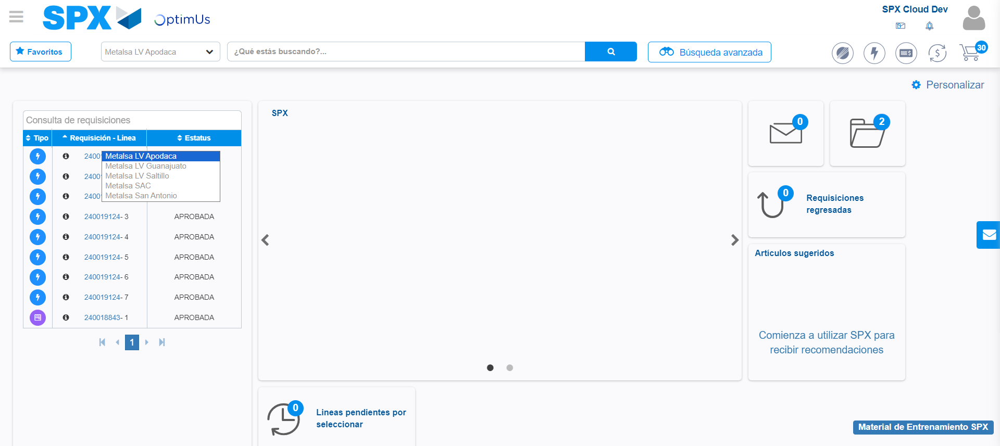 SPX
OptimUs
SPX Cloud Dev
Favoritos
Metalsa LV Apodaca
¿Qué estás buscando?...
Búsqueda avanzada
30
Personalizar
Consulta de requisiciones
Tipo
Requisición - Línea
Estatus
2400
Metalsa LV Apodaca
Metalsa LV Guanajuato
2400
Metalsa LV Saltillo
Metalsa SAC
2400
Metalsa San Antonio
240019124- 3 APROBADA
240019124- 4 APROBADA
240019124- 5 APROBADA
240019124- 6 APROBADA
240019124- 7 APROBADA
240018843- 1 APROBADA
1
SPX
0
2
0
Requisiciones
regresadas
Artículos sugeridos
Comienza a utilizar SPX para
recibir recomendaciones
0
Lineas pendientes por
seleccionar
Material de Entrenamiento SPX